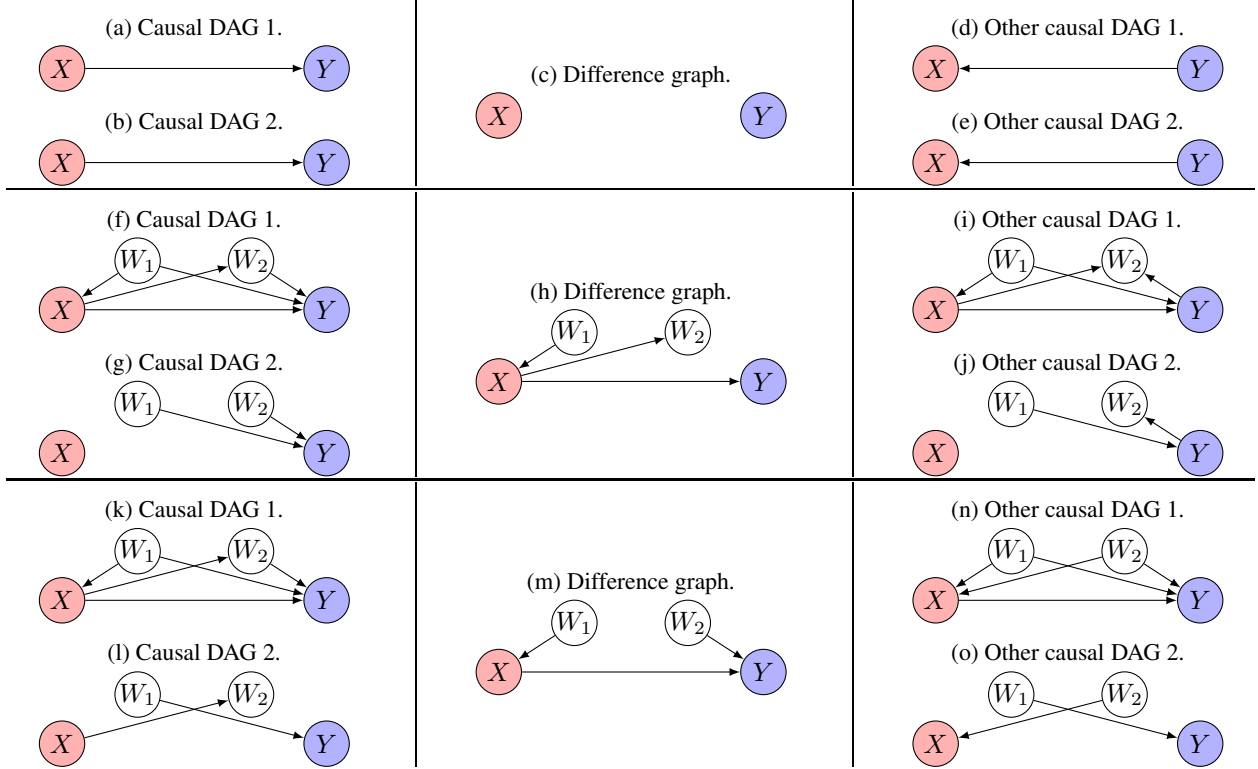 (a) Causal DAG 1.
X Y
(b) Causal DAG 2.
X Y
(c) Difference graph.
X Y
(d) Other causal DAG 1.
X Y
(e) Other causal DAG 2.
X Y
(f) Causal DAG 1.
W₁ W₂
X Y
(g) Causal DAG 2.
W₁ W₂
X Y
(h) Difference graph.
W₁ W₂
X Y
(i) Other causal DAG 1.
W₁ W₂
X Y
(j) Other causal DAG 2.
W₁ W₂
X Y
(k) Causal DAG 1.
W₁ W₂
X Y
(l) Causal DAG 2.
W₁ W₂
X Y
(m) Difference graph.
W₁ W₂
X Y
(n) Other causal DAG 1.
W₁ W₂
X Y
(o) Other causal DAG 2.
W₁ W₂
X Y